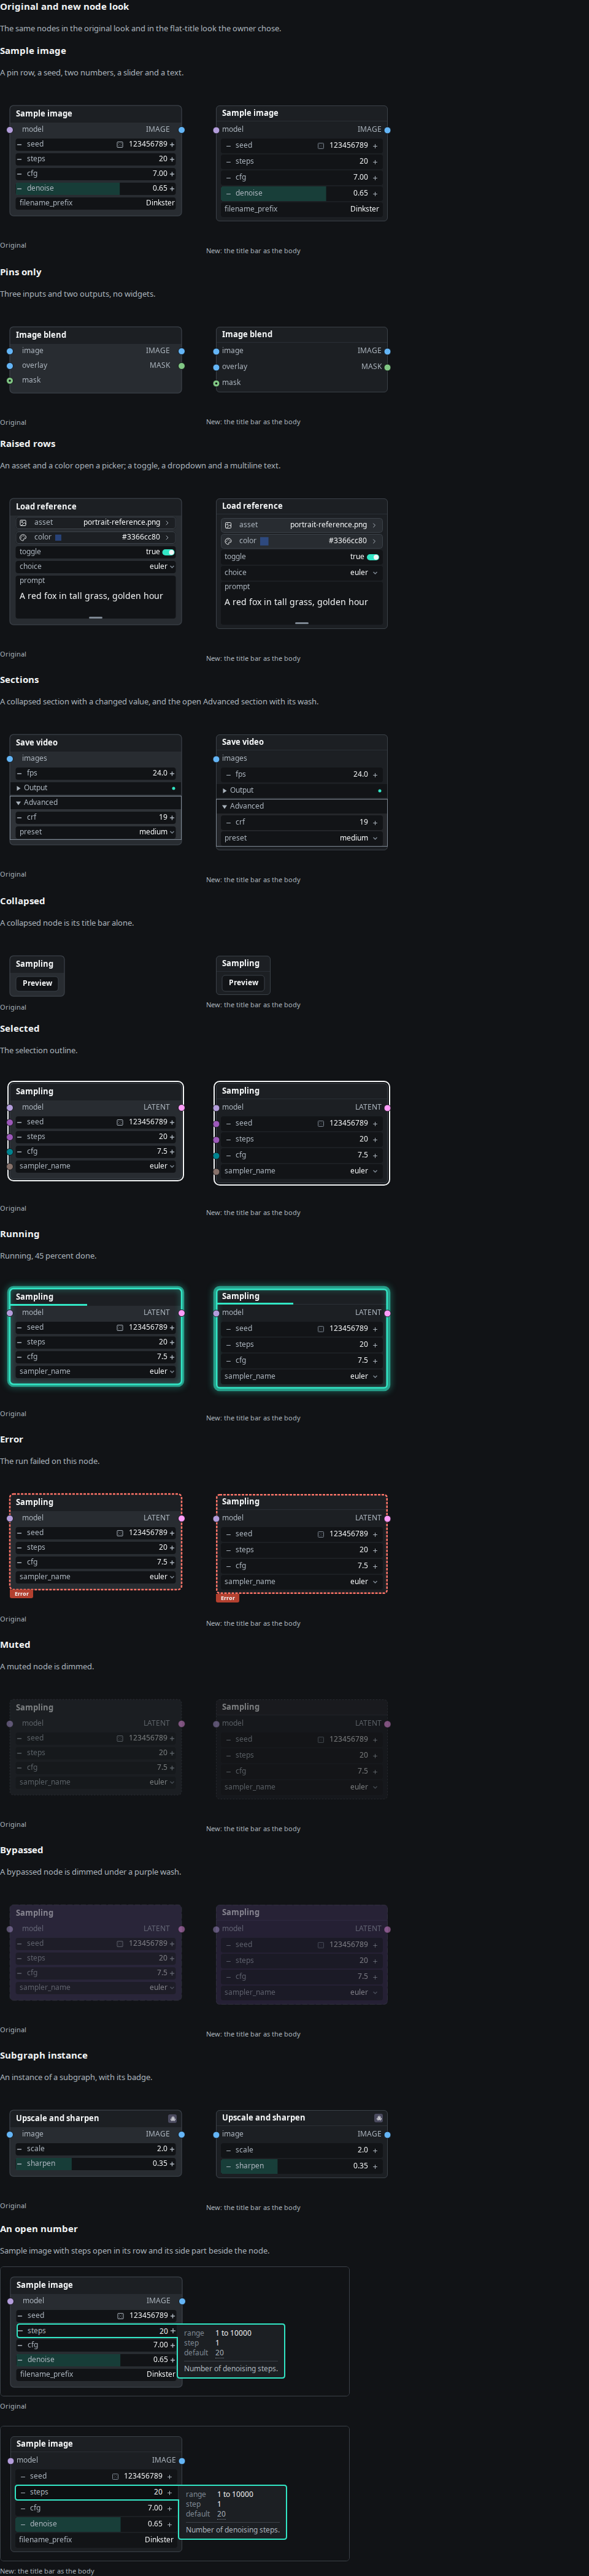 Original and new node look
The same nodes in the original look and in the flat-title look the owner chose.
Sample image
A pin row, a seed, two numbers, a slider and a text.
Sample image
model IMAGE
seed 123456789
steps 20
cfg 7.00
denoise 0.65
filename_prefix Dinkster
Original
Sample image
model IMAGE
seed 123456789
steps 20
cfg 7.00
denoise 0.65
filename_prefix Dinkster
New: the title bar as the body
Pins only
Three inputs and two outputs, no widgets.
Image blend
image IMAGE
overlay MASK
mask
Original
Image blend
image IMAGE
overlay MASK
mask
New: the title bar as the body
Raised rows
An asset and a color open a picker; a toggle, a dropdown and a multiline text.
Load reference
asset portrait-reference.png
color #3366cc80
toggle true
choice euler
prompt
A red fox in tall grass, golden hour
Original
Load reference
asset portrait-reference.png
color #3366cc80
toggle true
choice euler
prompt
A red fox in tall grass, golden hour
New: the title bar as the body
Sections
A collapsed section with a changed value, and the open Advanced section with its wash.
Save video
images
fps 24.0
Output
Advanced
crf 19
preset medium
Original
Save video
images
fps 24.0
Output
Advanced
crf 19
preset medium
New: the title bar as the body
Collapsed
A collapsed node is its title bar alone.
Sampling
Preview
Original
Sampling
Preview
New: the title bar as the body
Selected
The selection outline.
Sampling
model LATENT
seed 123456789
steps 20
cfg 7.5
sampler_name euler
Original
Sampling
model LATENT
seed 123456789
steps 20
cfg 7.5
sampler_name euler
New: the title bar as the body
Running
Running, 45 percent done.
Sampling
model LATENT
seed 123456789
steps 20
cfg 7.5
sampler_name euler
Original
Sampling
model LATENT
seed 123456789
steps 20
cfg 7.5
sampler_name euler
New: the title bar as the body
Error
The run failed on this node.
Sampling
model LATENT
seed 123456789
steps 20
cfg 7.5
sampler_name euler
Error
Original
Sampling
model LATENT
seed 123456789
steps 20
cfg 7.5
sampler_name euler
Error
New: the title bar as the body
Muted
A muted node is dimmed.
Sampling
model LATENT
seed 123456789
steps 20
cfg 7.5
sampler_name euler
Original
Sampling
model LATENT
seed 123456789
steps 20
cfg 7.5
sampler_name euler
New: the title bar as the body
Bypassed
A bypassed node is dimmed under a purple wash.
Sampling
model LATENT
seed 123456789
steps 20
cfg 7.5
sampler_name euler
Original
Sampling
model LATENT
seed 123456789
steps 20
cfg 7.5
sampler_name euler
New: the title bar as the body
Subgraph instance
An instance of a subgraph, with its badge.
Upscale and sharpen
image IMAGE
scale 2.0
sharpen 0.35
Original
Upscale and sharpen
image IMAGE
scale 2.0
sharpen 0.35
New: the title bar as the body
An open number
Sample image with steps open in its row and its side part beside the node.
Sample image
model IMAGE
seed 123456789
steps 20
cfg 7.00
denoise 0.65
filename_prefix Dinkster
range 1 to 10000
step 1
default 20
Number of denoising steps.
Original
Sample image
model IMAGE
seed 123456789
steps 20
cfg 7.00
denoise 0.65
filename_prefix Dinkster
range 1 to 10000
step 1
default 20
Number of denoising steps.
New: the title bar as the body